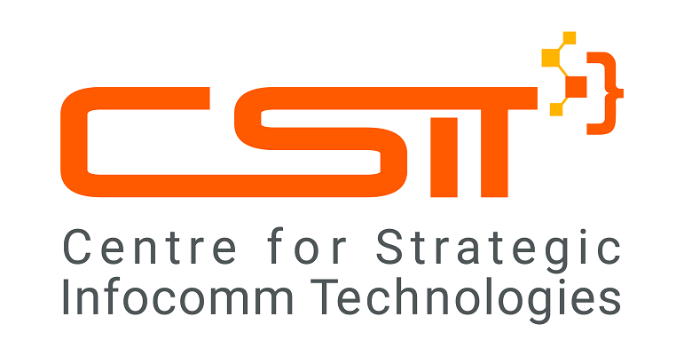 CSIT }
Centre for Strategic
Infocomm Technologies